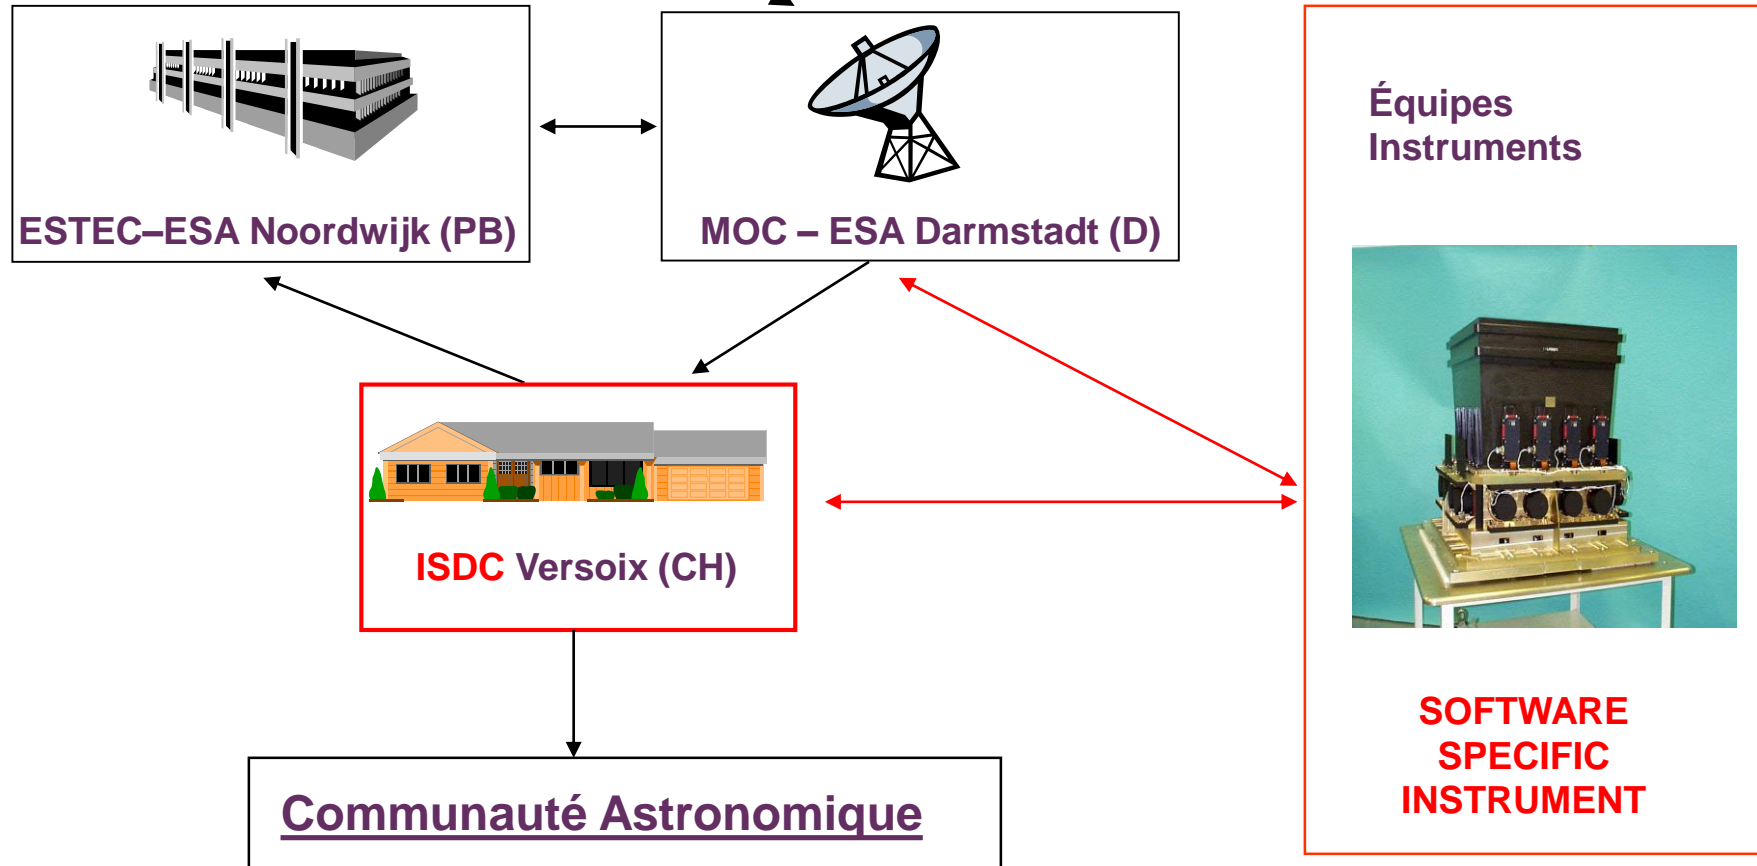 ESTEC–ESA Noordwijk (PB)
MOC – ESA Darmstadt (D)
Équipes
Instruments
ISDC Versoix (CH)
SOFTWARE
SPECIFIC
INSTRUMENT
Communauté Astronomique